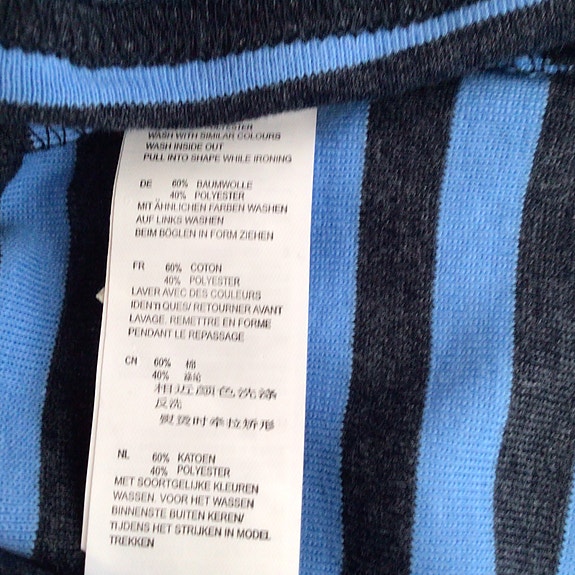 POLYESTER
WASH WITH SIMILAR COLOURS
WASH INSIDE OUT
PULL INTO SHAPE WHILE IRONING
DE 60% BAUMWOLLE
40% POLYESTER
MIT ÄHNLICHEN FARBEN WASHEN
AUF LINKS WASHEN
BEIM BÖGLEN IN FORM ZIEHEN
FR 60% COTON
40% POLYESTER
LAVER AVEC DES COULEURS
IDENTIQUES/ RETOURNER AVANT
LAVAGE. REMETTRE EN FORME
PENDANT LE REPASSAGE
CN 60% 棉
40% 涤纶
相近颜色洗涤
反洗
熨烫时牵拉矫形
NL 60% KATOEN
40% POLYESTER
MET SOORTGELIJKE KLEUREN
WASSEN. VOOR HET WASSEN
BINNENSTE BUITEN KEREN/
TIJDENS HET STRIJKEN IN MODEL
TREKKEN